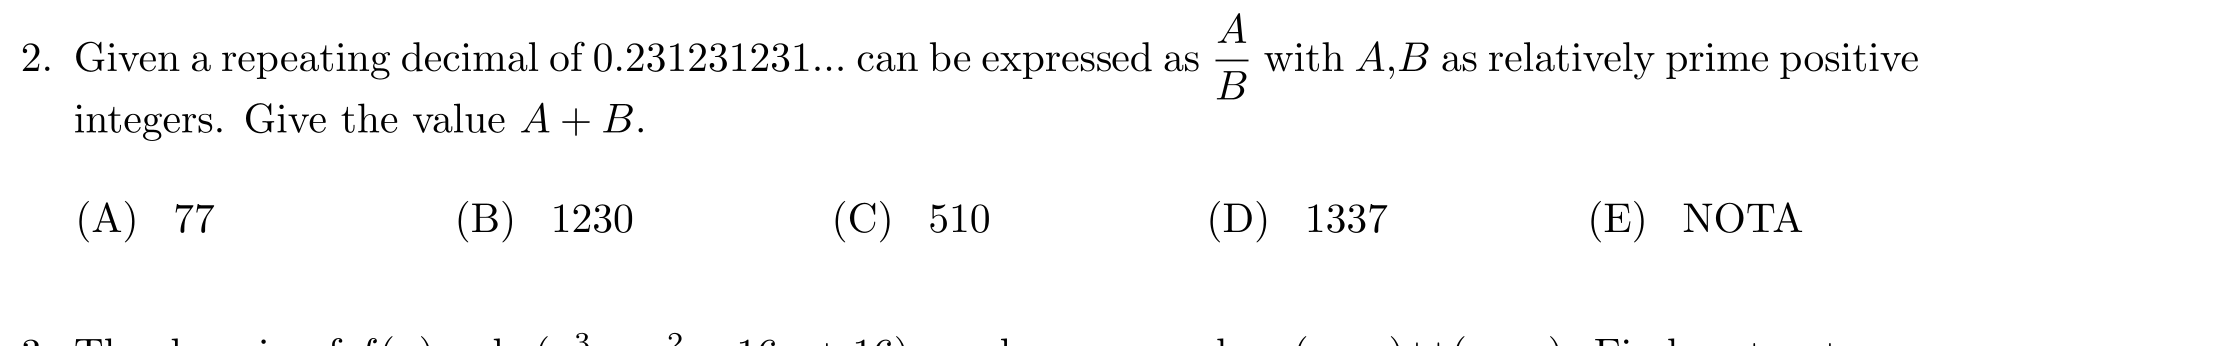 2. Given a repeating decimal of 0.231231231... can be expressed as A/B with A,B as relatively prime positive
integers. Give the value A + B.
(A) 77 (B) 1230 (C) 510 (D) 1337 (E) NOTA